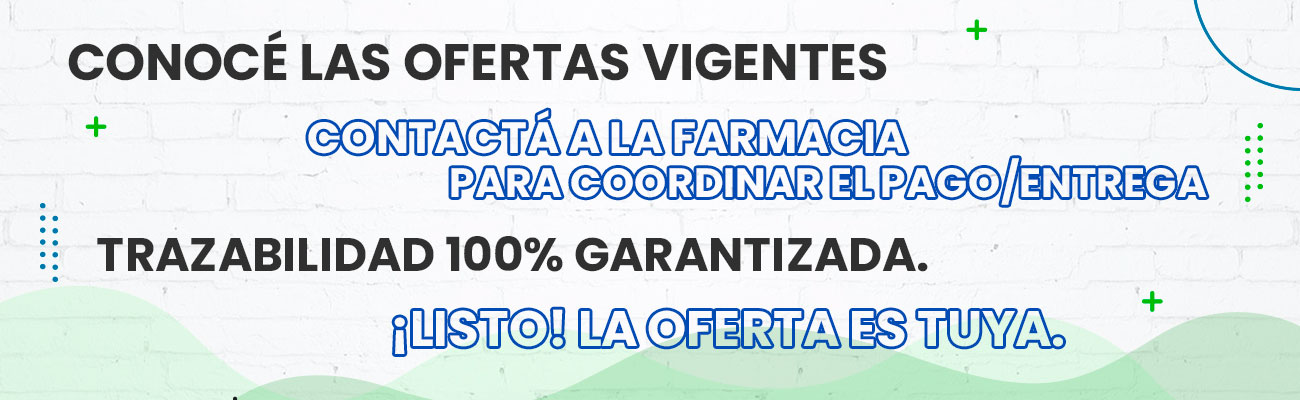 CONOCÉ LAS OFERTAS VIGENTES
CONTACTÁ A LA FARMACIA
PARA COORDINAR EL PAGO/ENTREGA
TRAZABILIDAD 100% GARANTIZADA.
¡LISTO! LA OFERTA ES TUYA.